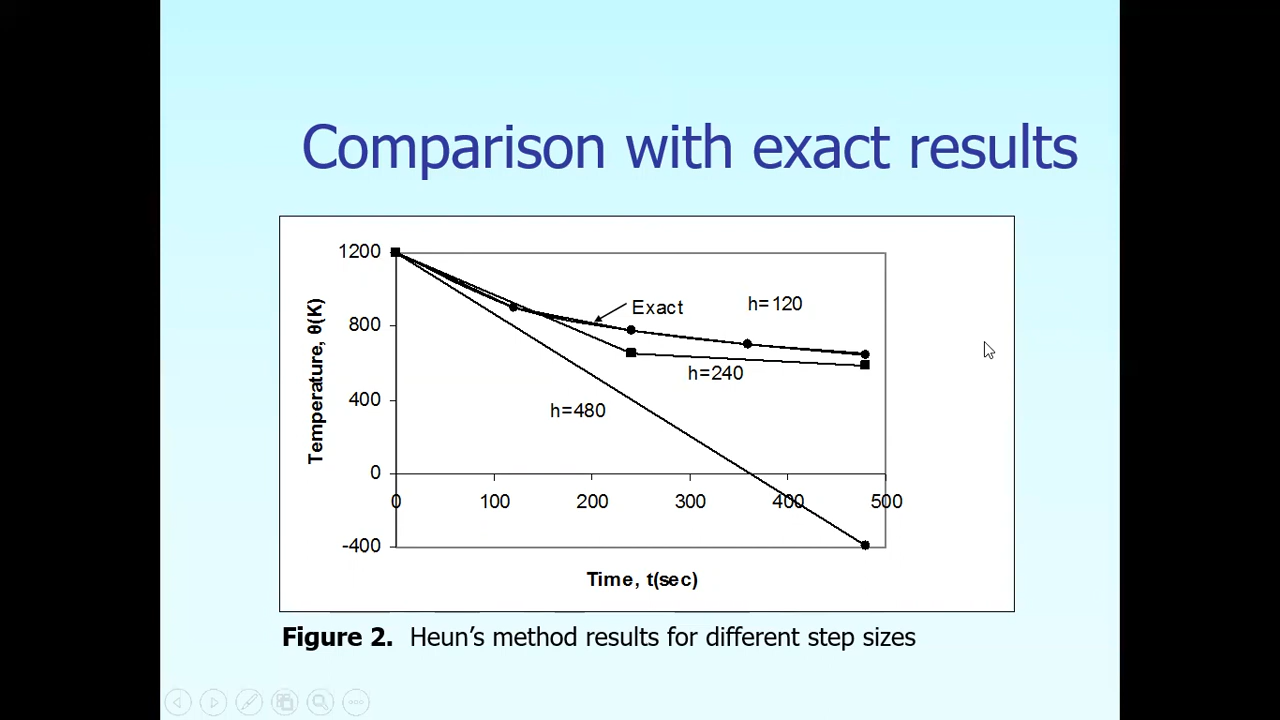 Comparison with exact results
1200
800
400
0
-400
Temperature, θ(K)
Exact
h=120
h=240
h=480
0 100 200 300 400 500
Time, t(sec)
Figure 2. Heun’s method results for different step sizes